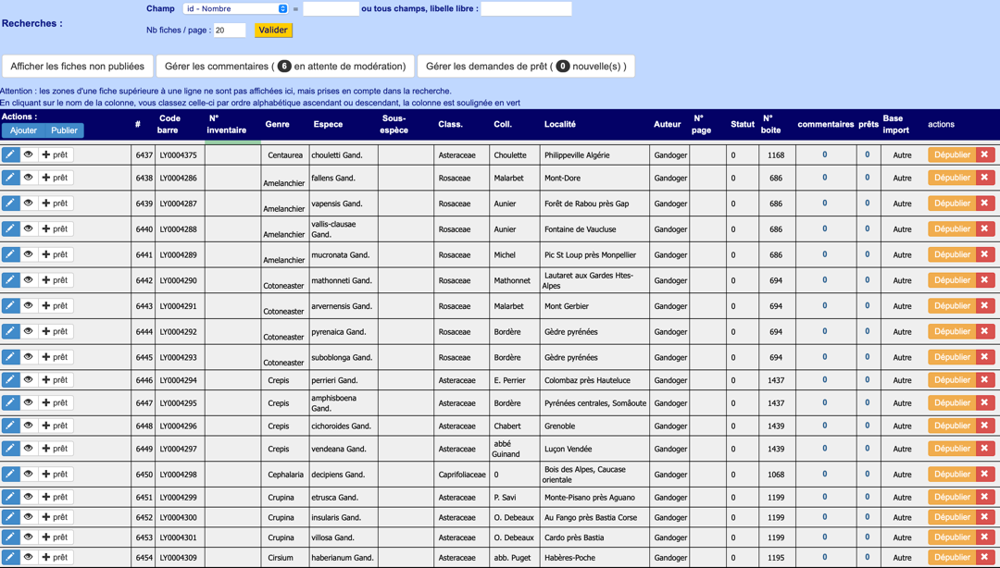 Champ id - Nombre = ou tous champs, libelle libre :
Recherches :
Nb fiches / page : 20 Valider
Afficher les fiches non publiées Gérer les commentaires ( 6 en attente de modération) Gérer les demandes de prêt ( 0 nouvelle(s) )
Attention : les zones d'une fiche supérieure à une ligne ne sont pas affichées ici, mais prises en compte dans la recherche.
En cliquant sur le nom de la colonne, vous classez celle-ci par ordre alphabétique ascendant ou descendant, la colonne est soulignée en vert
Actions : Ajouter Publier # Code barre N° inventaire Genre Espece Sous-espèce Class. Coll. Localité Auteur N° page Statut N° boite commentaires prêts Base import actions
prêt 6437 LY0004375 Centaurea chouletti Gand. Asteraceae Choulette Philippeville Algérie Gandoger 0 1168 0 0 Autre Dépublier
prêt 6438 LY0004286 Amelanchier fallens Gand. Rosaceae Malarbet Mont-Dore Gandoger 0 686 0 0 Autre Dépublier
prêt 6439 LY0004287 Amelanchier vapensis Gand. Rosaceae Aunier Forêt de Rabou près Gap Gandoger 0 686 0 0 Autre Dépublier
prêt 6440 LY0004288 Amelanchier vallis-clausae Gand. Rosaceae Aunier Fontaine de Vaucluse Gandoger 0 686 0 0 Autre Dépublier
prêt 6441 LY0004289 Amelanchier mucronata Gand. Rosaceae Michel Pic St Loup près Monpellier Gandoger 0 686 0 0 Autre Dépublier
prêt 6442 LY0004290 Cotoneaster mathonneti Gand. Rosaceae Mathonnet Lautaret aux Gardes Htes-Alpes Gandoger 0 694 0 0 Autre Dépublier
prêt 6443 LY0004291 Cotoneaster arvernensis Gand. Rosaceae Malarbet Mont Gerbier Gandoger 0 694 0 0 Autre Dépublier
prêt 6444 LY0004292 Cotoneaster pyrenaica Gand. Rosaceae Bordère Gèdre pyrénées Gandoger 0 694 0 0 Autre Dépublier
prêt 6445 LY0004293 Cotoneaster suboblonga Gand. Rosaceae Bordère Gèdre pyrénées Gandoger 0 694 0 0 Autre Dépublier
prêt 6446 LY0004294 Crepis perrieri Gand. Asteraceae E. Perrier Colombaz près Hauteluce Gandoger 0 1437 0 0 Autre Dépublier
prêt 6447 LY0004295 Crepis amphisboena Gand. Asteraceae Bordère Pyrénées centrales, Somâoute Gandoger 0 1437 0 0 Autre Dépublier
prêt 6448 LY0004296 Crepis cichoroides Gand. Asteraceae Chabert Grenoble Gandoger 0 1439 0 0 Autre Dépublier
prêt 6449 LY0004297 Crepis vendeana Gand. Asteraceae abbé Guinand Luçon Vendée Gandoger 0 1439 0 0 Autre Dépublier
prêt 6450 LY0004298 Cephalaria decipiens Gand. Caprifoliaceae 0 Bois des Alpes, Caucase orientale Gandoger 0 1068 0 0 Autre Dépublier
prêt 6451 LY0004299 Crupina etrusca Gand. Asteraceae P. Savi Monte-Pisano près Aguano Gandoger 0 1199 0 0 Autre Dépublier
prêt 6452 LY0004300 Crupina insularis Gand. Asteraceae O. Debeaux Au Fango près Bastia Corse Gandoger 0 1199 0 0 Autre Dépublier
prêt 6453 LY0004301 Crupina villosa Gand. Asteraceae O. Debeaux Cardo près Bastia Gandoger 0 1199 0 0 Autre Dépublier
prêt 6454 LY0004309 Cirsium haberianum Gand. Asteraceae abb. Puget Habères-Poche Gandoger 0 1195 0 0 Autre Dépublier